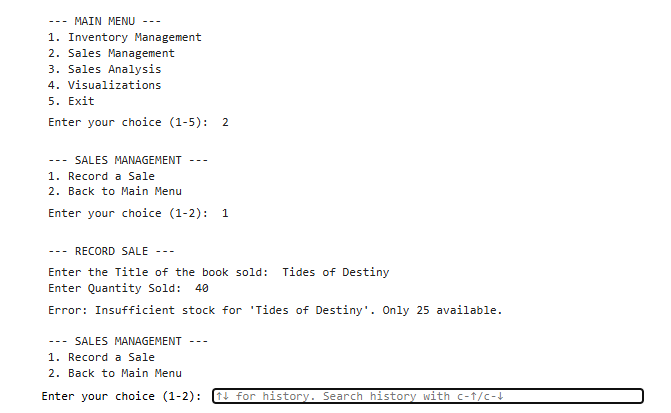 --- MAIN MENU ---
1. Inventory Management
2. Sales Management
3. Sales Analysis
4. Visualizations
5. Exit
Enter your choice (1-5):  2
--- SALES MANAGEMENT ---
1. Record a Sale
2. Back to Main Menu
Enter your choice (1-2):  1
--- RECORD SALE ---
Enter the Title of the book sold:  Tides of Destiny
Enter Quantity Sold:  40
Error: Insufficient stock for 'Tides of Destiny'. Only 25 available.
--- SALES MANAGEMENT ---
1. Record a Sale
2. Back to Main Menu
Enter your choice (1-2): ↑↓ for history. Search history with c-↑/c-↓